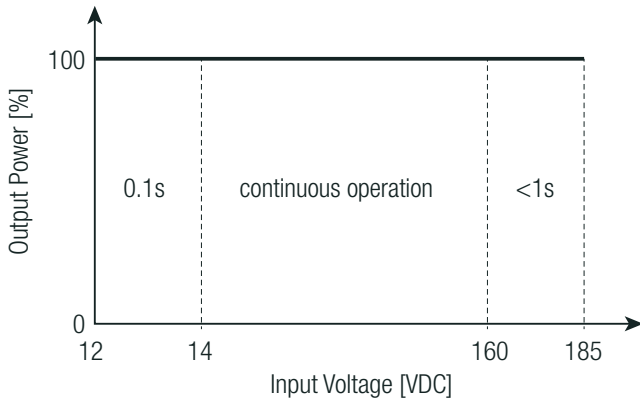 100
Output Power [%]
0.1s
continuous operation
<1s
0
12
14
160
185
Input Voltage [VDC]